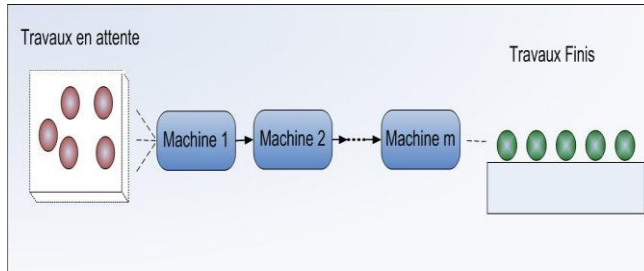 Travaux en attente
Travaux Finis
Machine 1
Machine 2
Machine m